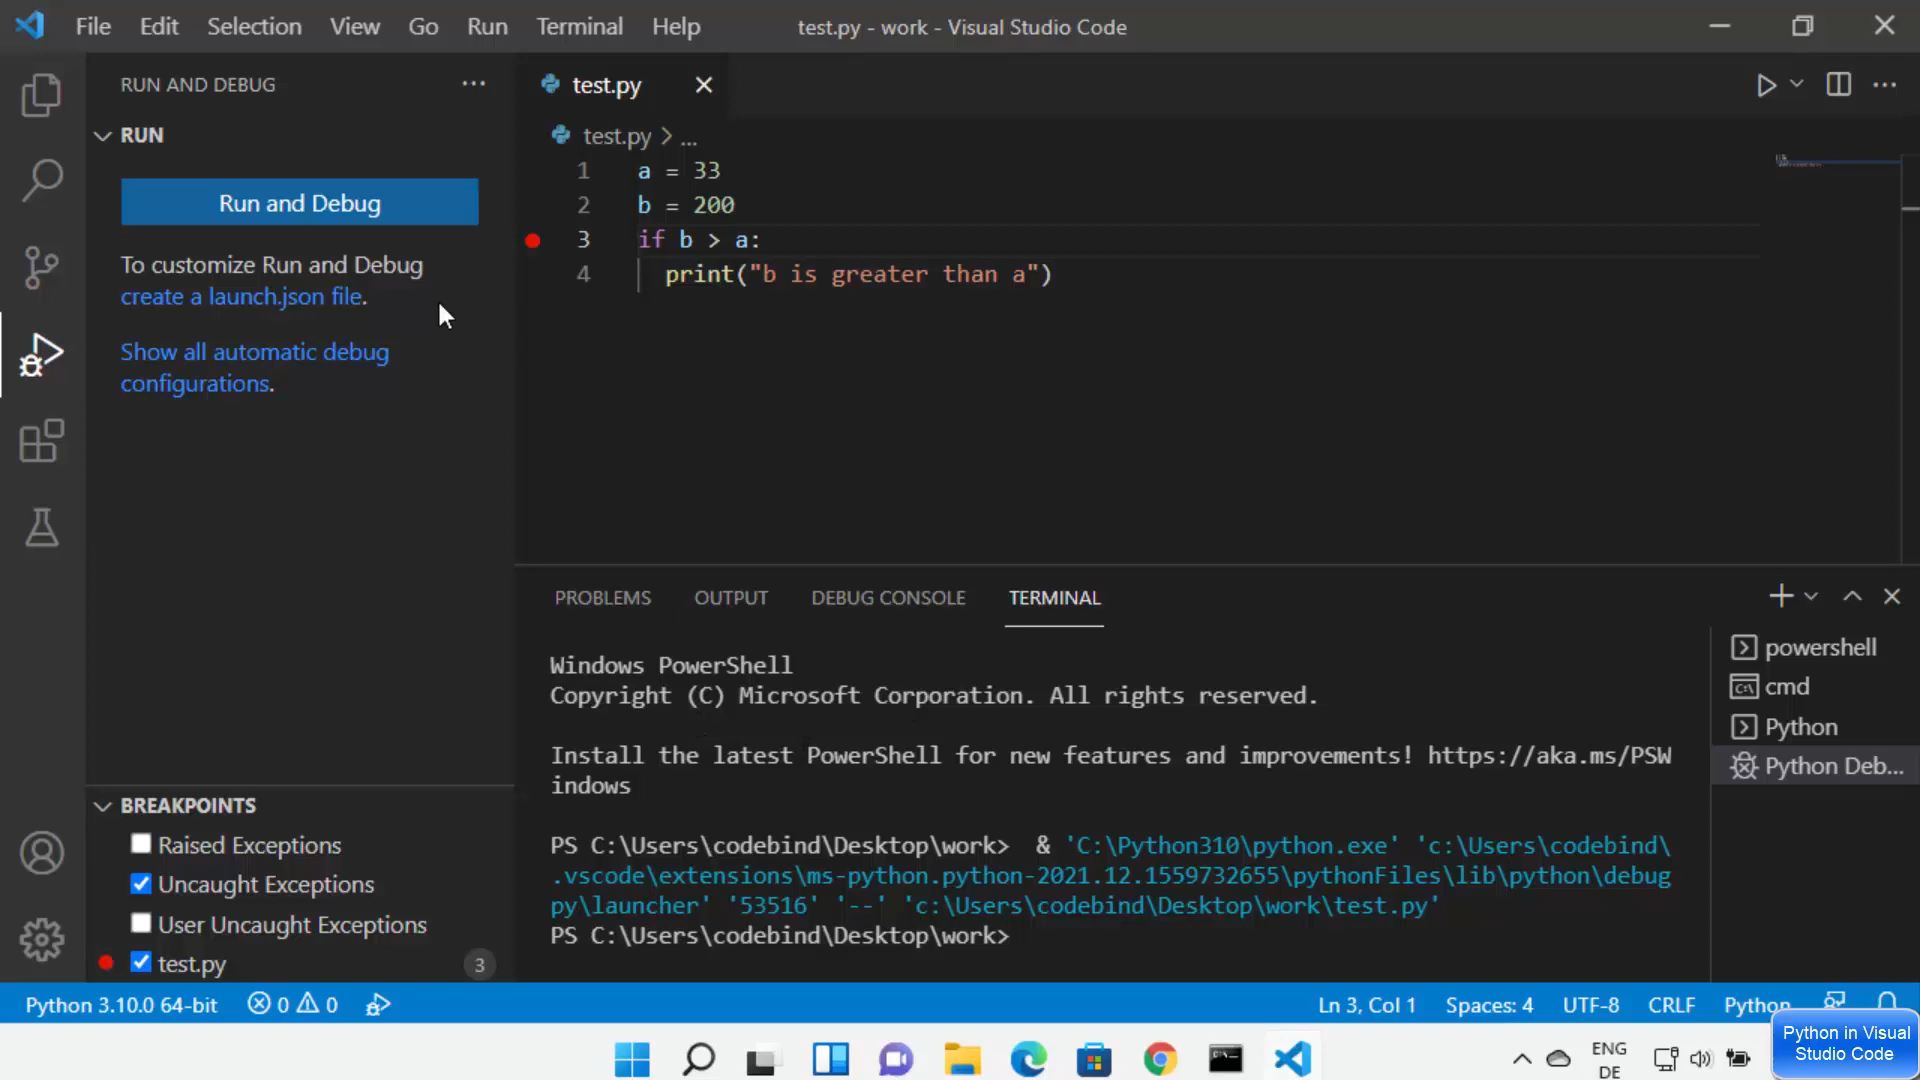 File Edit Selection View Go Run Terminal Help test.py - work - Visual Studio Code
RUN AND DEBUG
RUN
Run and Debug
To customize Run and Debug
create a launch.json file.
Show all automatic debug
configurations.
BREAKPOINTS
Raised Exceptions
Uncaught Exceptions
User Uncaught Exceptions
test.py 3
test.py
test.py > ...
1 a = 33
2 b = 200
3 if b > a:
4 print("b is greater than a")
PROBLEMS OUTPUT DEBUG CONSOLE TERMINAL
Windows PowerShell
Copyright (C) Microsoft Corporation. All rights reserved.
Install the latest PowerShell for new features and improvements! https://aka.ms/PSW
indows
PS C:\Users\codebind\Desktop\work>  & 'C:\Python310\python.exe' 'c:\Users\codebind\
.vscode\extensions\ms-python.python-2021.12.1559732655\pythonFiles\lib\python\debug
py\launcher' '53516' '--' 'c:\Users\codebind\Desktop\work\test.py'
PS C:\Users\codebind\Desktop\work>
powershell
cmd
Python
Python Deb...
Python 3.10.0 64-bit 0 0 Ln 3, Col 1 Spaces: 4 UTF-8 CRLF Python
ENG
DE
Python in Visual
Studio Code